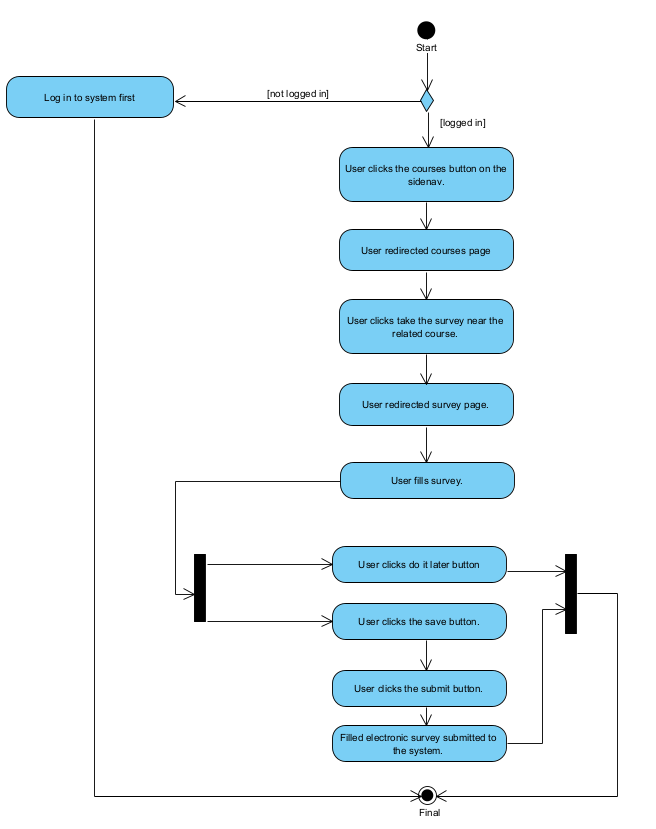 Start
[not logged in]
Log in to system first
[logged in]
User clicks the courses button on the
sidenav.
User redirected courses page
User clicks take the survey near the
related course.
User redirected survey page.
User fills survey.
User clicks do it later button
User clicks the save button.
User clicks the submit button.
Filled electronic survey submitted to
the system.
Final